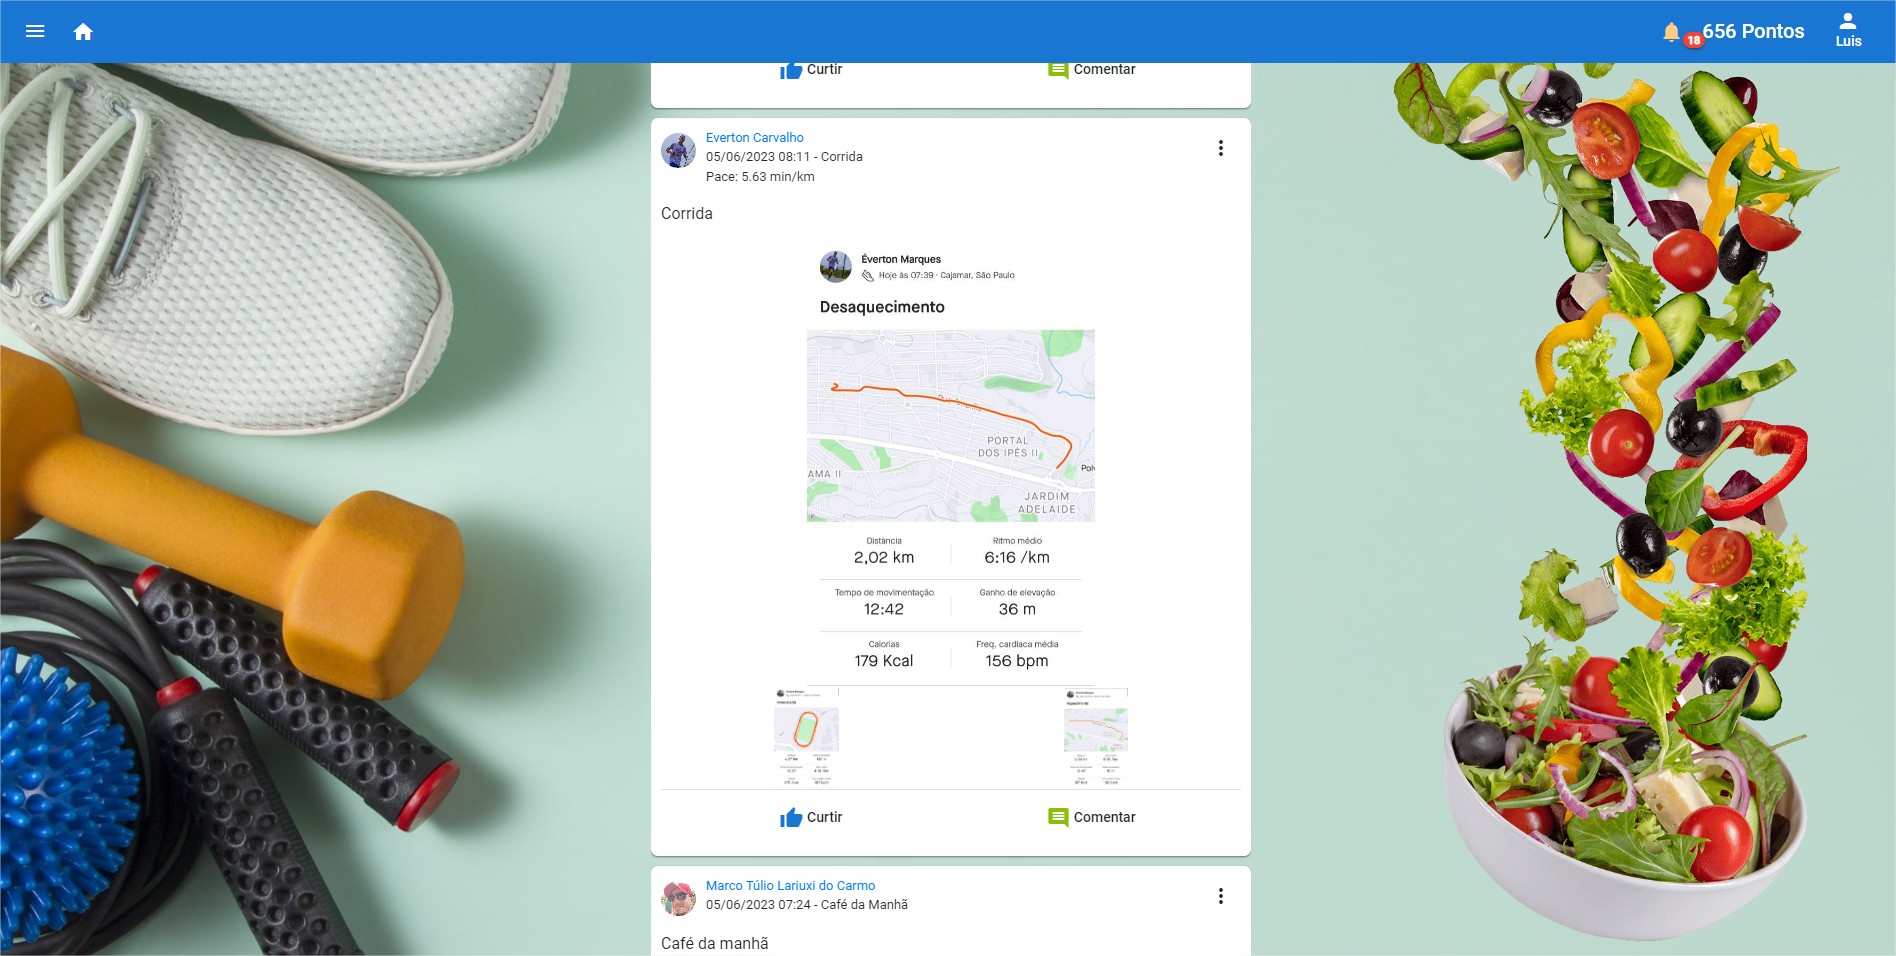 18
656 Pontos
Luis
Curtir
Comentar
Everton Carvalho
05/06/2023 08:11 - Corrida
Pace: 5.63 min/km
Corrida
Éverton Marques
Hoje às 07:39 · Cajamar, São Paulo
Desaquecimento
PORTAL
DOS IPÊS II
AMA II
JARDIM
ADELAIDE
Distância
Ritmo médio
2,02 km
6:16 /km
Tempo de movimentação
Ganho de elevação
12:42
36 m
Calorias
Freq. cardíaca média
179 Kcal
156 bpm
Curtir
Comentar
Marco Túlio Lariuxi do Carmo
05/06/2023 07:24 - Café da Manhã
Café da manhã